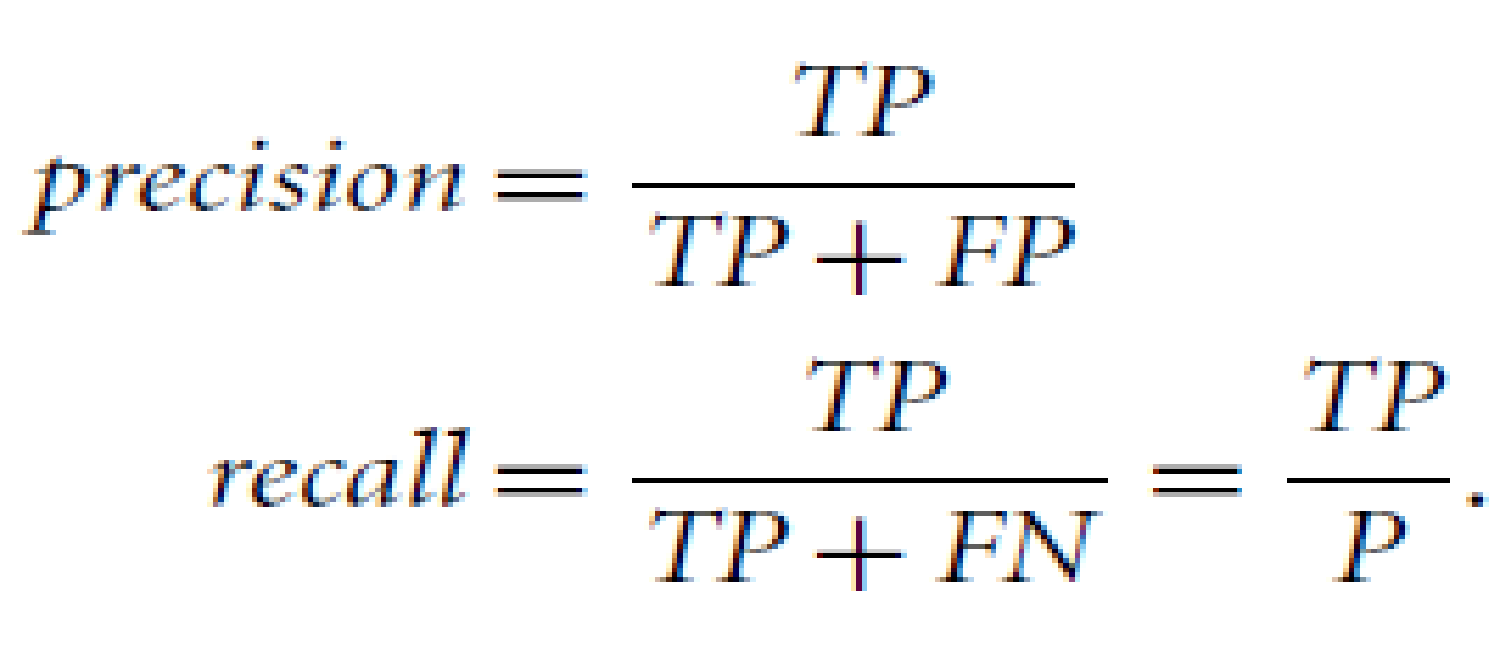 precision = TP / TP + FP
recall = TP / TP + FN = TP / P .